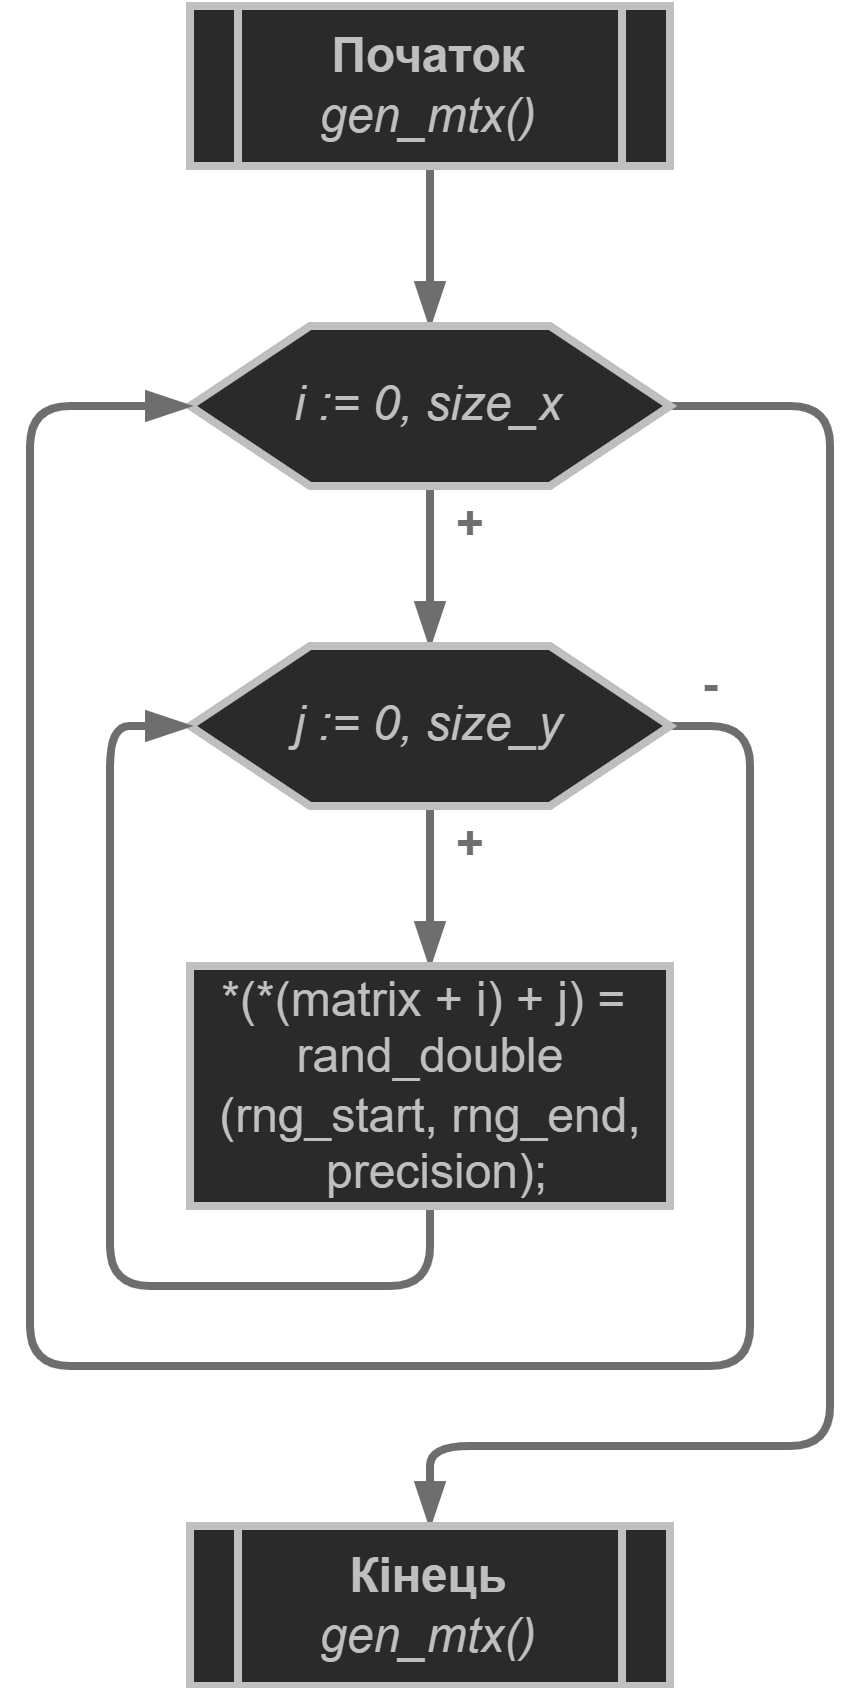 Початок
gen_mtx()
i := 0, size_x
+
j := 0, size_y
-
+
*(*(matrix + i) + j) =
rand_double
(rng_start, rng_end,
precision);
Кінець
gen_mtx()